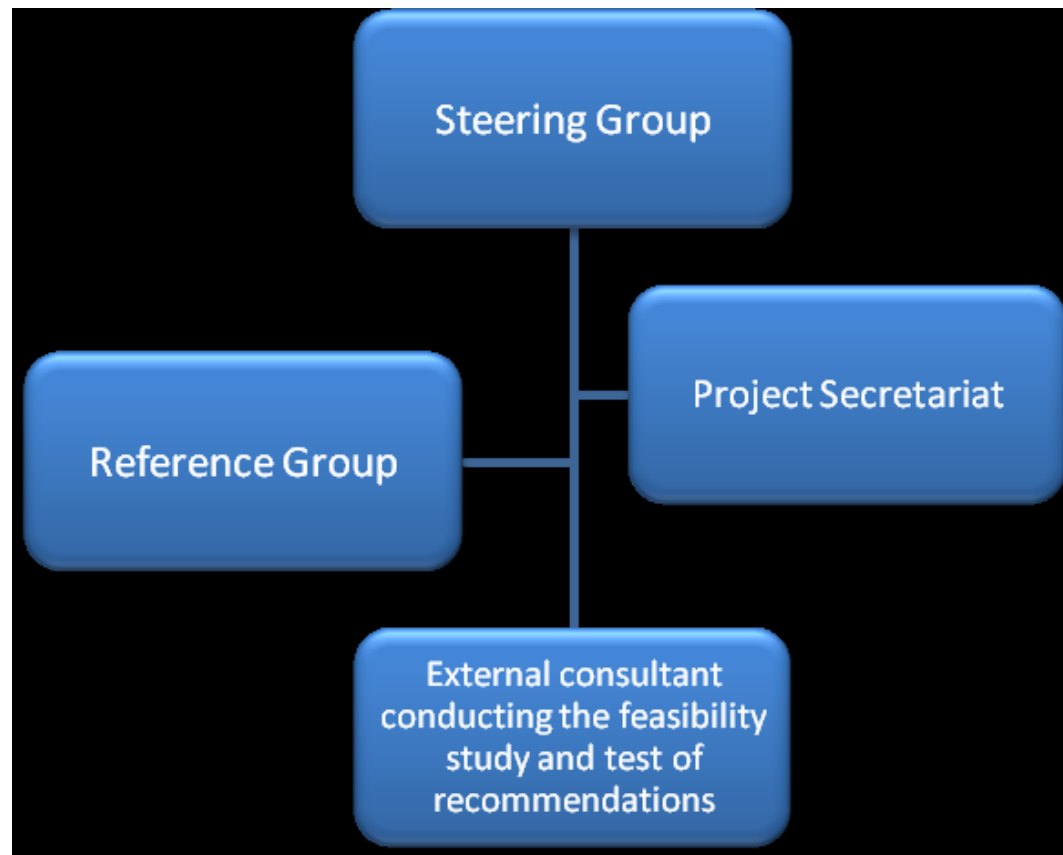 Steering Group
Project Secretariat
Reference Group
External consultant
conducting the feasibility
study and test of
recommendations